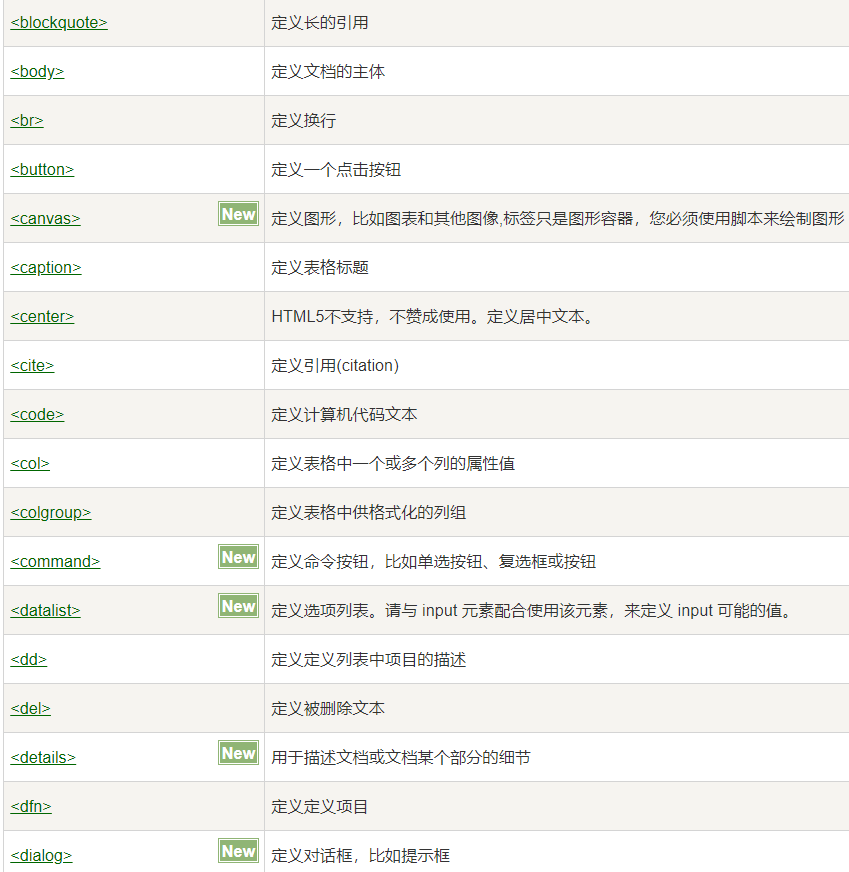 <blockquote> 定义长的引用
<body> 定义文档的主体
<br> 定义换行
<button> 定义一个点击按钮
<canvas> New 定义图形，比如图表和其他图像,标签只是图形容器，您必须使用脚本来绘制图形
<caption> 定义表格标题
<center> HTML5不支持，不赞成使用。定义居中文本。
<cite> 定义引用(citation)
<code> 定义计算机代码文本
<col> 定义表格中一个或多个列的属性值
<colgroup> 定义表格中供格式化的列组
<command> New 定义命令按钮，比如单选按钮、复选框或按钮
<datalist> New 定义选项列表。请与 input 元素配合使用该元素，来定义 input 可能的值。
<dd> 定义定义列表中项目的描述
<del> 定义被删除文本
<details> New 用于描述文档或文档某个部分的细节
<dfn> 定义定义项目
<dialog> New 定义对话框，比如提示框